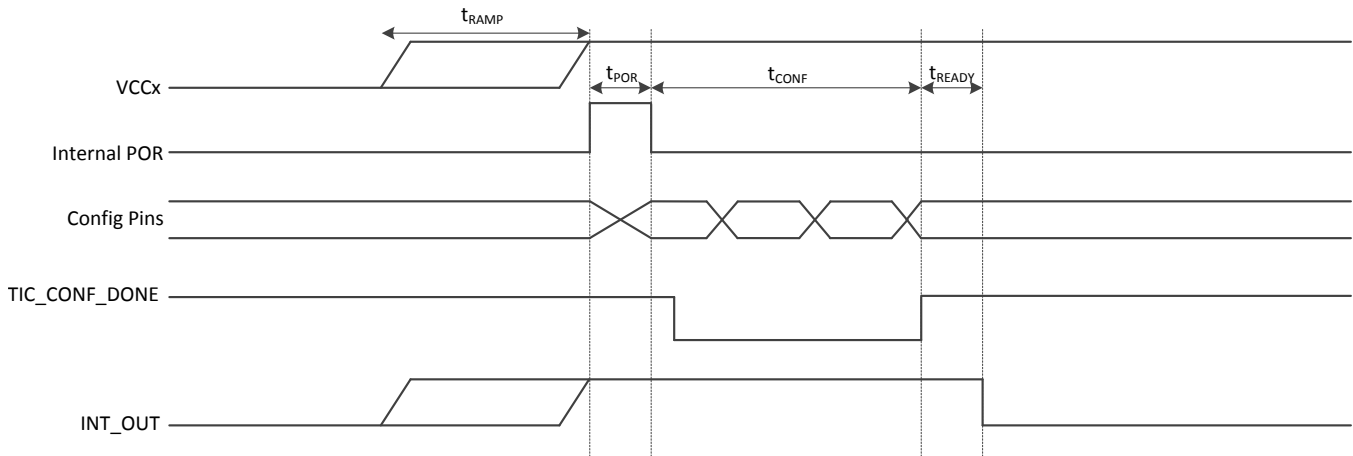 tRAMP
VCCx
tPOR
tCONF
tREADY
Internal POR
Config Pins
TIC_CONF_DONE
INT_OUT